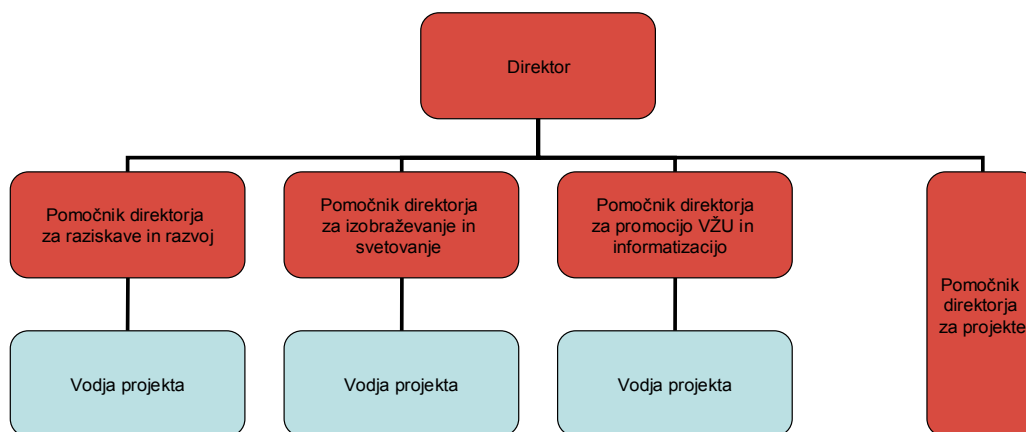 Direktor
Pomočnik direktorja
za raziskave in razvoj
Pomočnik direktorja
za izobraževanje in
svetovanje
Pomočnik direktorja
za promocijo VŽU in
informatizacijo
Pomočnik
direktorja
za projekte
Vodja projekta
Vodja projekta
Vodja projekta